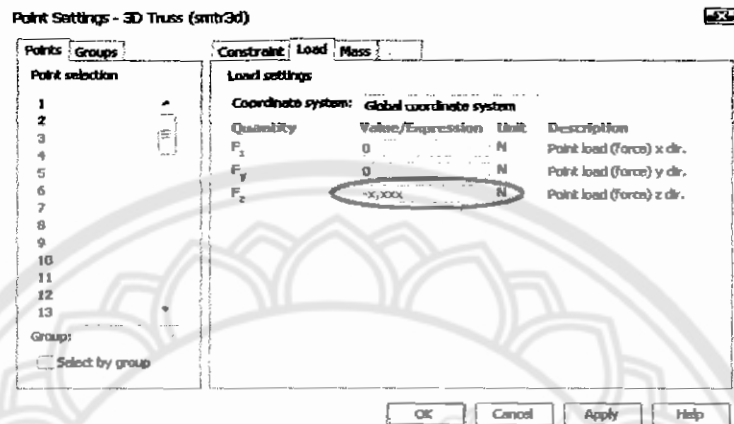 Point Settings - 3D Truss (smtr3d)
Points Groups
Constraint Load Mass
Point selection
Load settings
1
2
3
4
5
6
7
8
9
10
11
12
13
Coordinate system: Global coordinate system
Quantity Value/Expression Unit Description
Fx 0 N Point load (force) x dir.
Fy 0 N Point load (force) y dir.
Fz -x,xxx N Point load (force) z dir.
Group:
Select by group
OK Cancel Apply Help